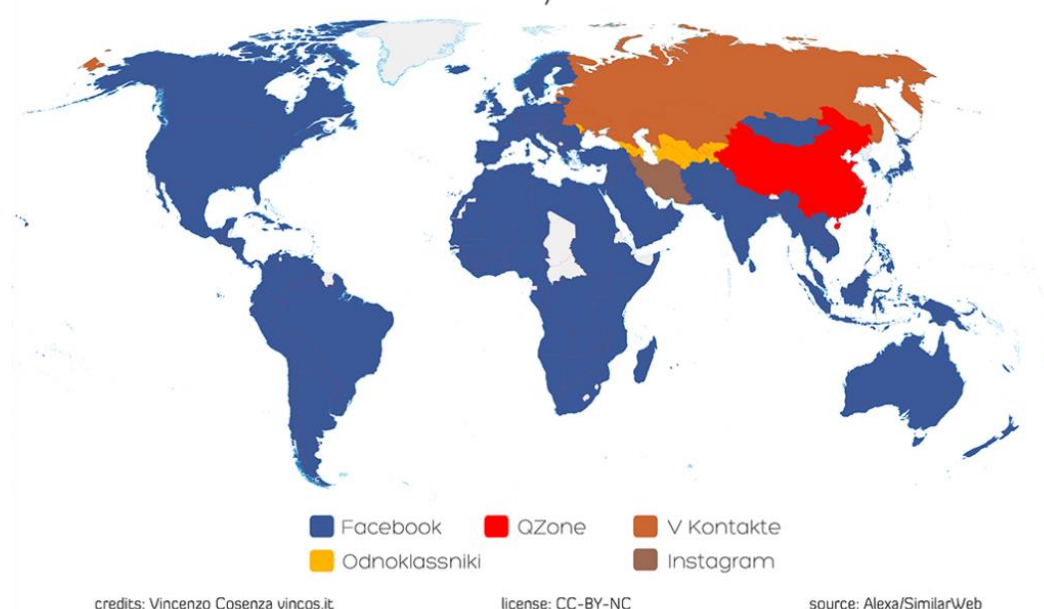 Facebook QZone V Kontakte
Odnoklassniki Instagram
credits: Vincenzo Cosenza vincos.it license: CC-BY-NC source: Alexa/SimilarWeb